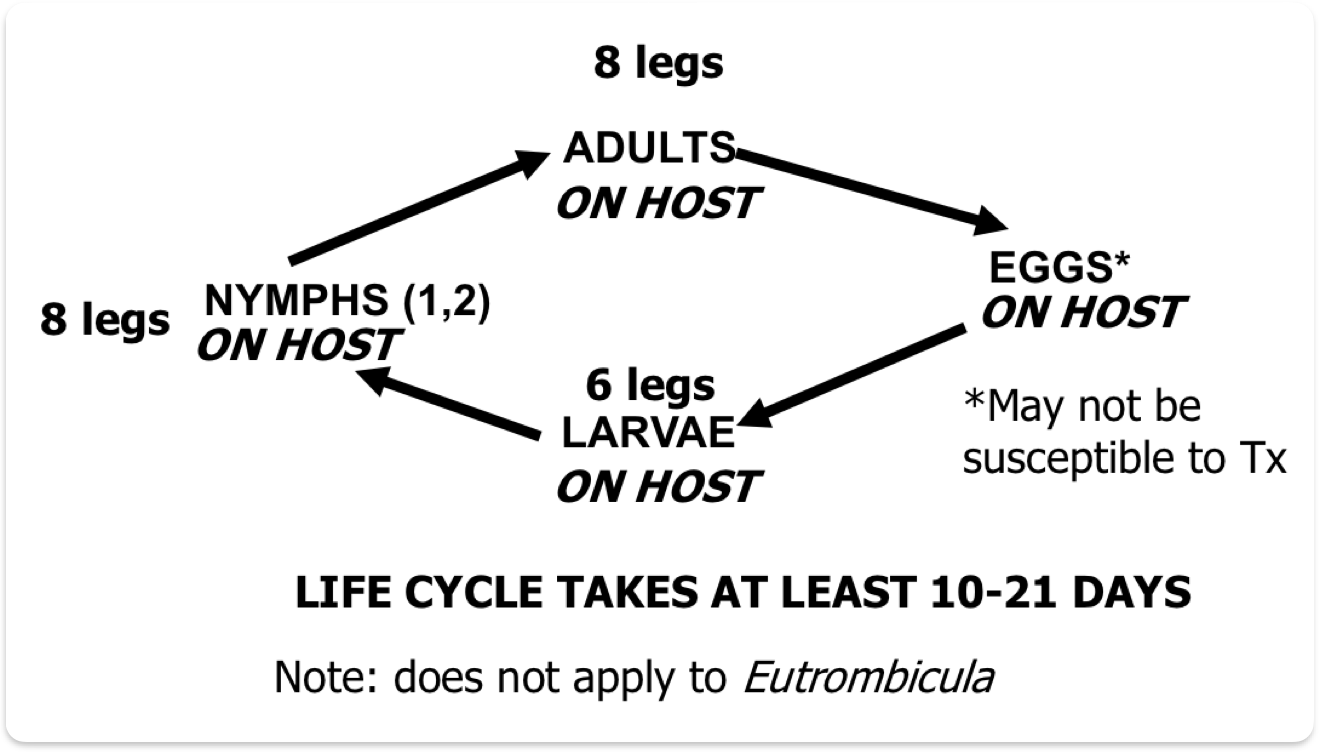 8 legs
ADULTS
ON HOST
EGGS*
ON HOST
8 legs
NYMPHS (1,2)
ON HOST
6 legs
LARVAE
ON HOST
*May not be
susceptible to Tx
LIFE CYCLE TAKES AT LEAST 10-21 DAYS
Note: does not apply to Eutrombicula